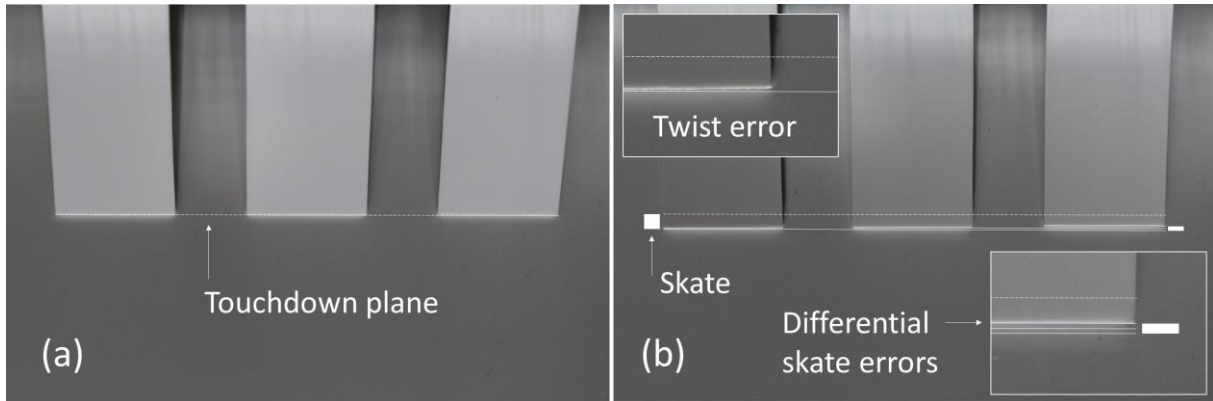 Touchdown plane
(a)
Twist error
Skate
Differential
skate errors
(b)